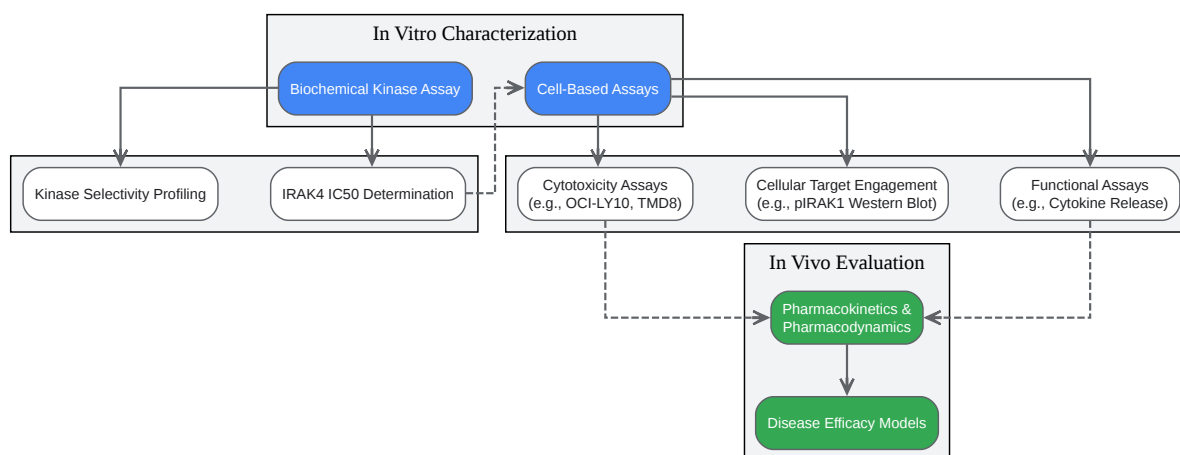 In Vitro Characterization
Biochemical Kinase Assay
Cell-Based Assays
Kinase Selectivity Profiling
IRAK4 IC50 Determination
Cytotoxicity Assays
(e.g., OCI-LY10, TMD8)
Cellular Target Engagement
(e.g., pIRAK1 Western Blot)
Functional Assays
(e.g., Cytokine Release)
In Vivo Evaluation
Pharmacokinetics &
Pharmacodynamics
Disease Efficacy Models